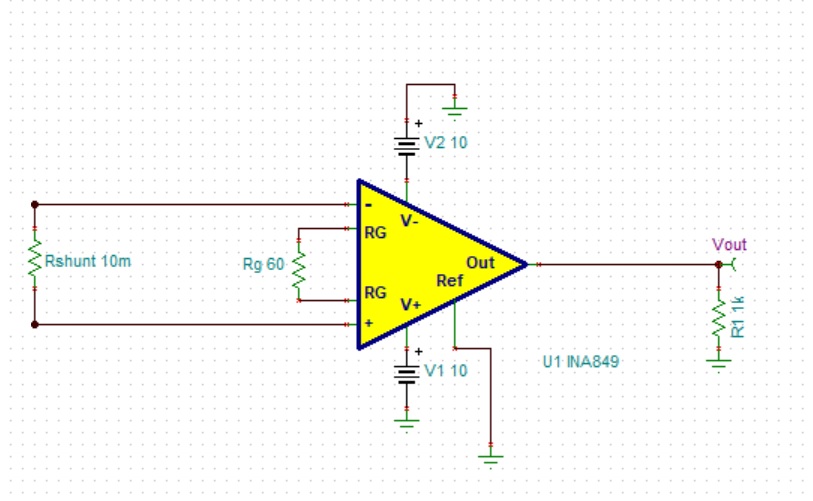 +
V2 10
-
V-
RG
Rshunt 10m
Rg 60
Out
Vout
Ref
RG
V+
+
R1 1k
+
V1 10
U1 INA849